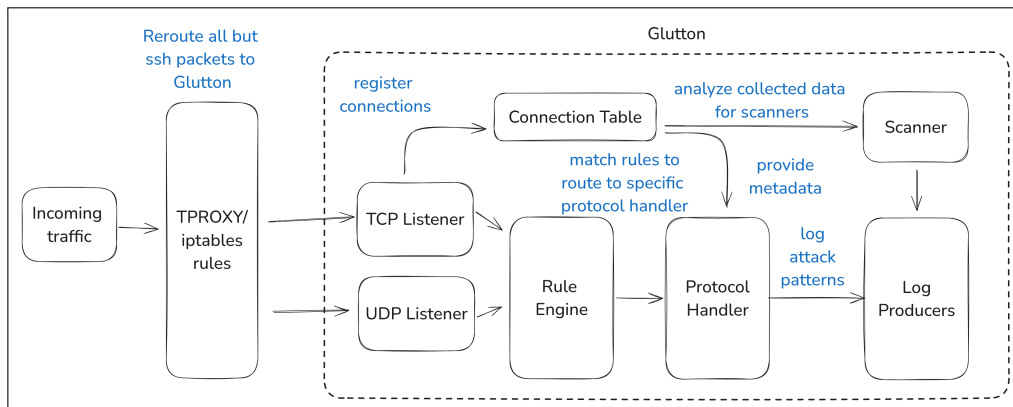 Reroute all but
ssh packets to
Glutton
Glutton
register
connections
Connection Table
analyze collected data
for scanners
Scanner
match rules to
route to specific
protocol handler
provide
metadata
Incoming
traffic
TPROXY/
iptables
rules
TCP Listener
UDP Listener
Rule
Engine
Protocol
Handler
log
attack
patterns
Log
Producers